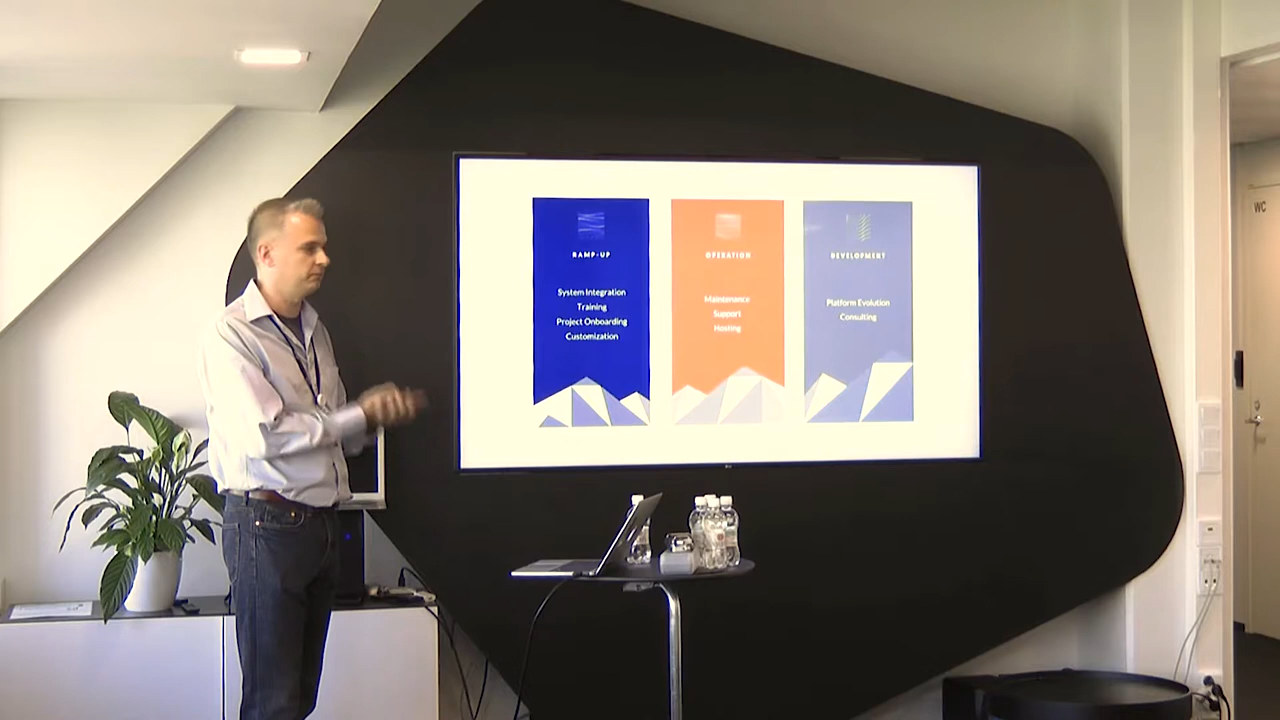 RAMP-UP
System Integration
Training
Project Onboarding
Customization
OPERATION
Maintenance
Support
Hosting
DEVELOPMENT
Platform Evolution
Consulting
WC